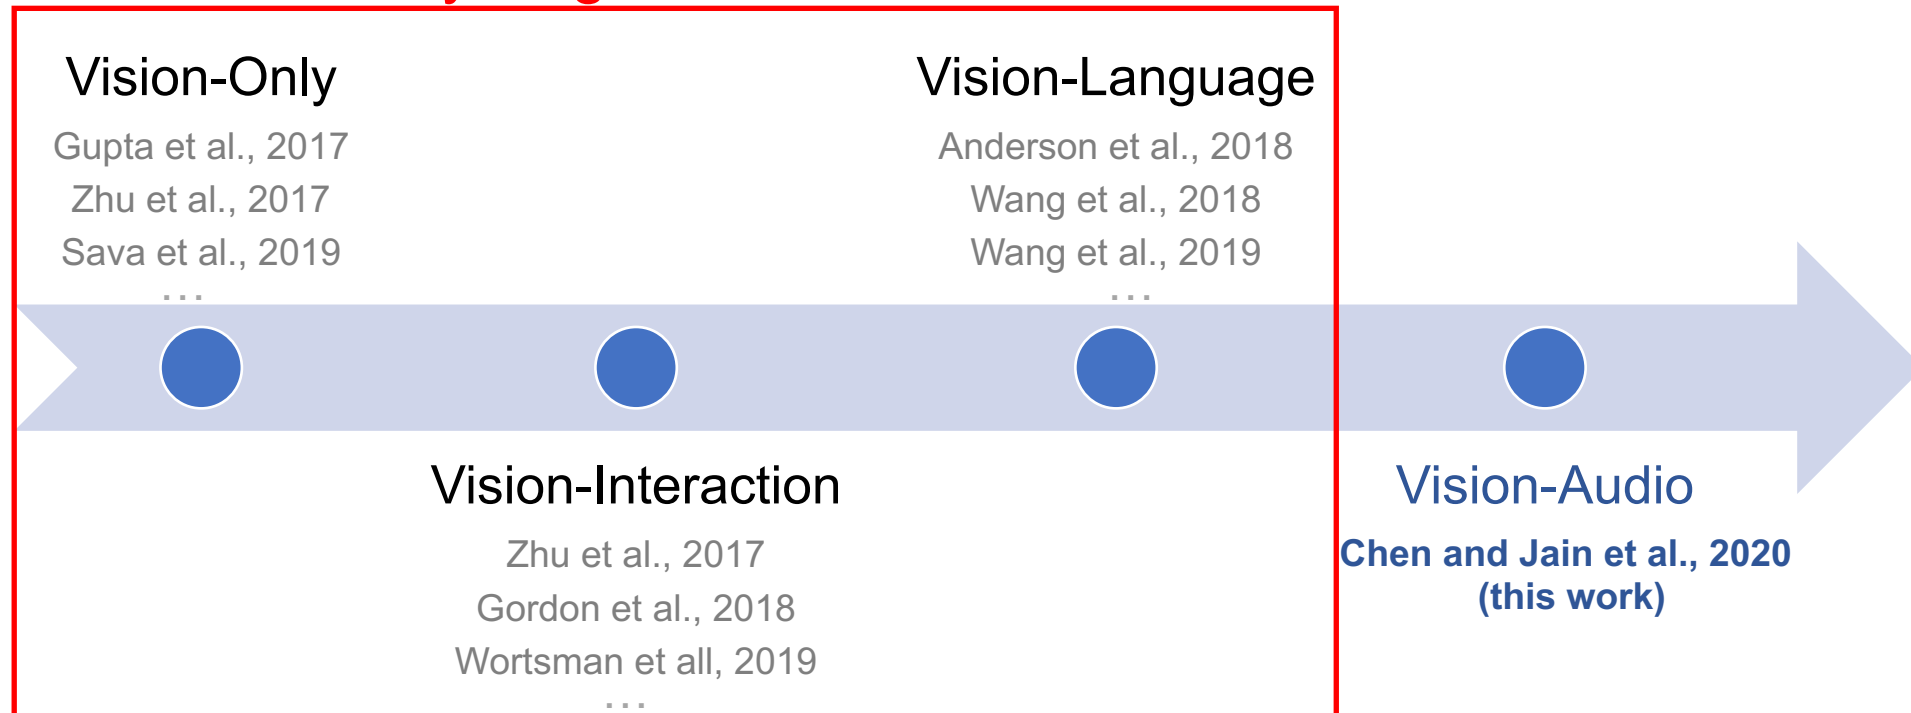 Vision-Only
Gupta et al., 2017
Zhu et al., 2017
Sava et al., 2019
...
Vision-Language
Anderson et al., 2018
Wang et al., 2018
Wang et al., 2019
...
Vision-Interaction
Zhu et al., 2017
Gordon et al., 2018
Wortsman et all, 2019
...
Vision-Audio
Chen and Jain et al., 2020
(this work)